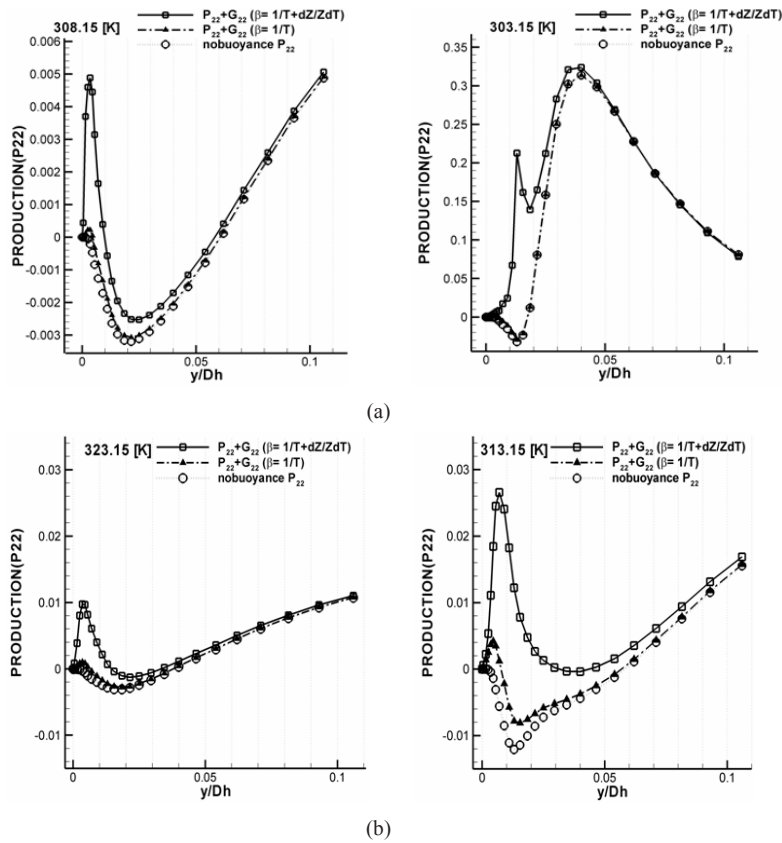 308.15 [K]
P₂₂+G₂₂ (β= 1/T+dZ/ZdT)
P₂₂+G₂₂ (β= 1/T)
nobuoyance P₂₂
PRODUCTION(P22)
0.006
0.005
0.004
0.003
0.002
0.001
0
-0.001
-0.002
-0.003
0
0.05
0.1
y/Dh
303.15 [K]
P₂₂+G₂₂ (β= 1/T+dZ/ZdT)
P₂₂+G₂₂ (β= 1/T)
nobuoyance P₂₂
PRODUCTION(P22)
0.35
0.3
0.25
0.2
0.15
0.1
0.05
0
0
0.05
0.1
y/Dh
(a)
323.15 [K]
P₂₂+G₂₂ (β= 1/T+dZ/ZdT)
P₂₂+G₂₂ (β= 1/T)
nobuoyance P₂₂
PRODUCTION(P22)
0.03
0.02
0.01
0
-0.01
0
0.05
0.1
y/Dh
313.15 [K]
P₂₂+G₂₂ (β= 1/T+dZ/ZdT)
P₂₂+G₂₂ (β= 1/T)
nobuoyance P₂₂
PRODUCTION(P22)
0.03
0.02
0.01
0
-0.01
0
0.05
0.1
y/Dh
(b)